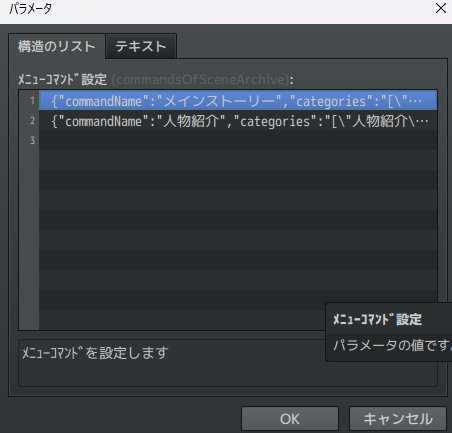 パラメータ
構造のリスト
テキスト
ﾒﾆｭｰｺﾏﾝﾄﾞ設定 (commandsOfSceneArchive):
1 {"commandName":"メインストーリー","categories":"[\"…
2 {"commandName":"人物紹介","categories":"[\"人物紹介\…
3
ﾒﾆｭｰｺﾏﾝﾄﾞ設定
パラメータの値です。
ﾒﾆｭｰｺﾏﾝﾄﾞを設定します
OK
キャンセル